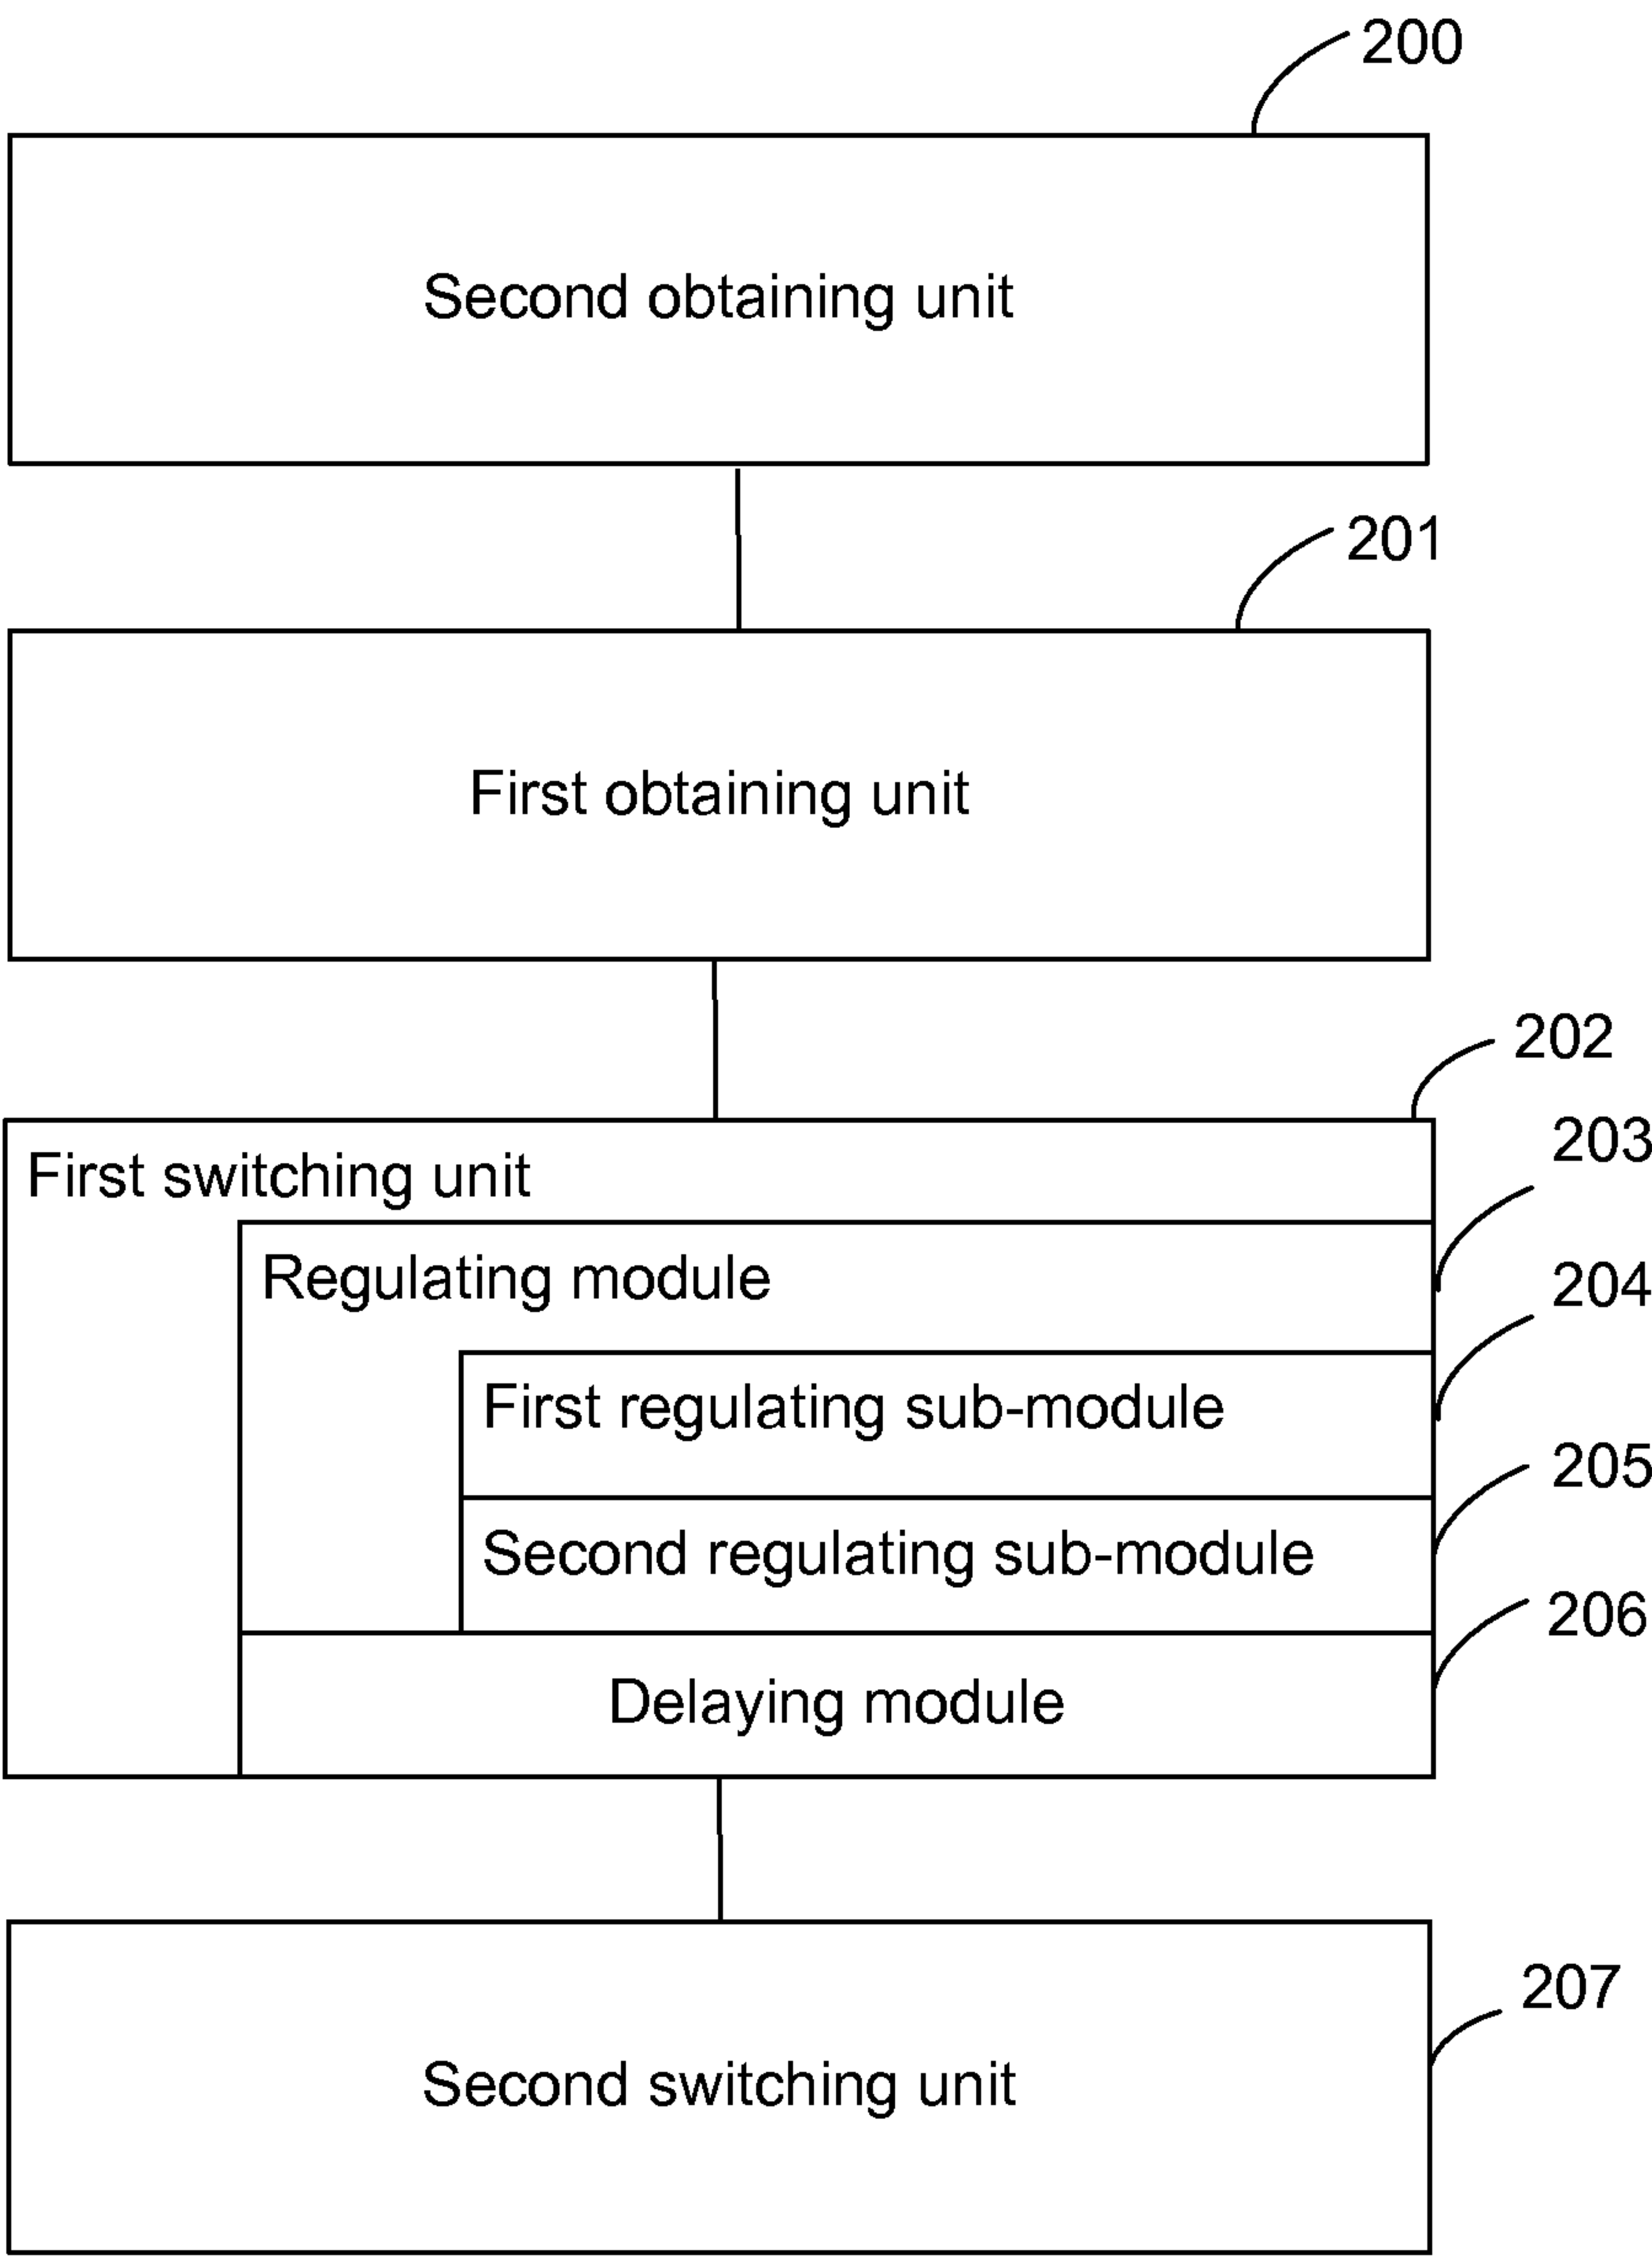 200
Second obtaining unit
201
First obtaining unit
202
First switching unit
203
Regulating module
204
First regulating sub-module
205
Second regulating sub-module
206
Delaying module
207
Second switching unit